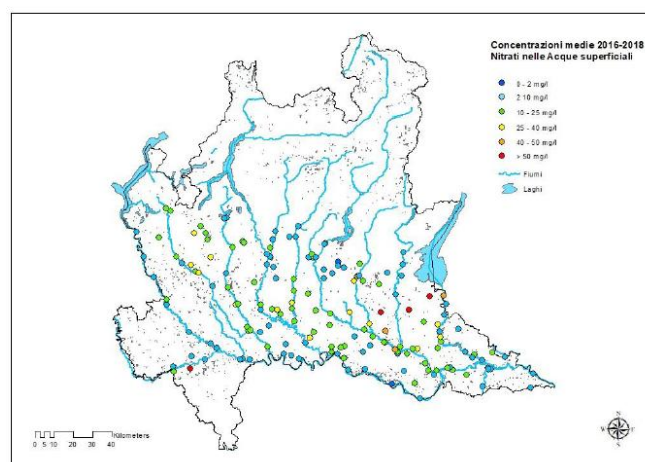 Concentrazioni medie 2016-2018
Nitrati nelle Acque superficiali
0 - 2 mg/l
2 10 mg/l
10 - 25 mg/l
25 - 40 mg/l
40 - 50 mg/l
> 50 mg/l
Fiumi
Laghi
Kilometers
0 5 10 20 30 40
N
W E
S